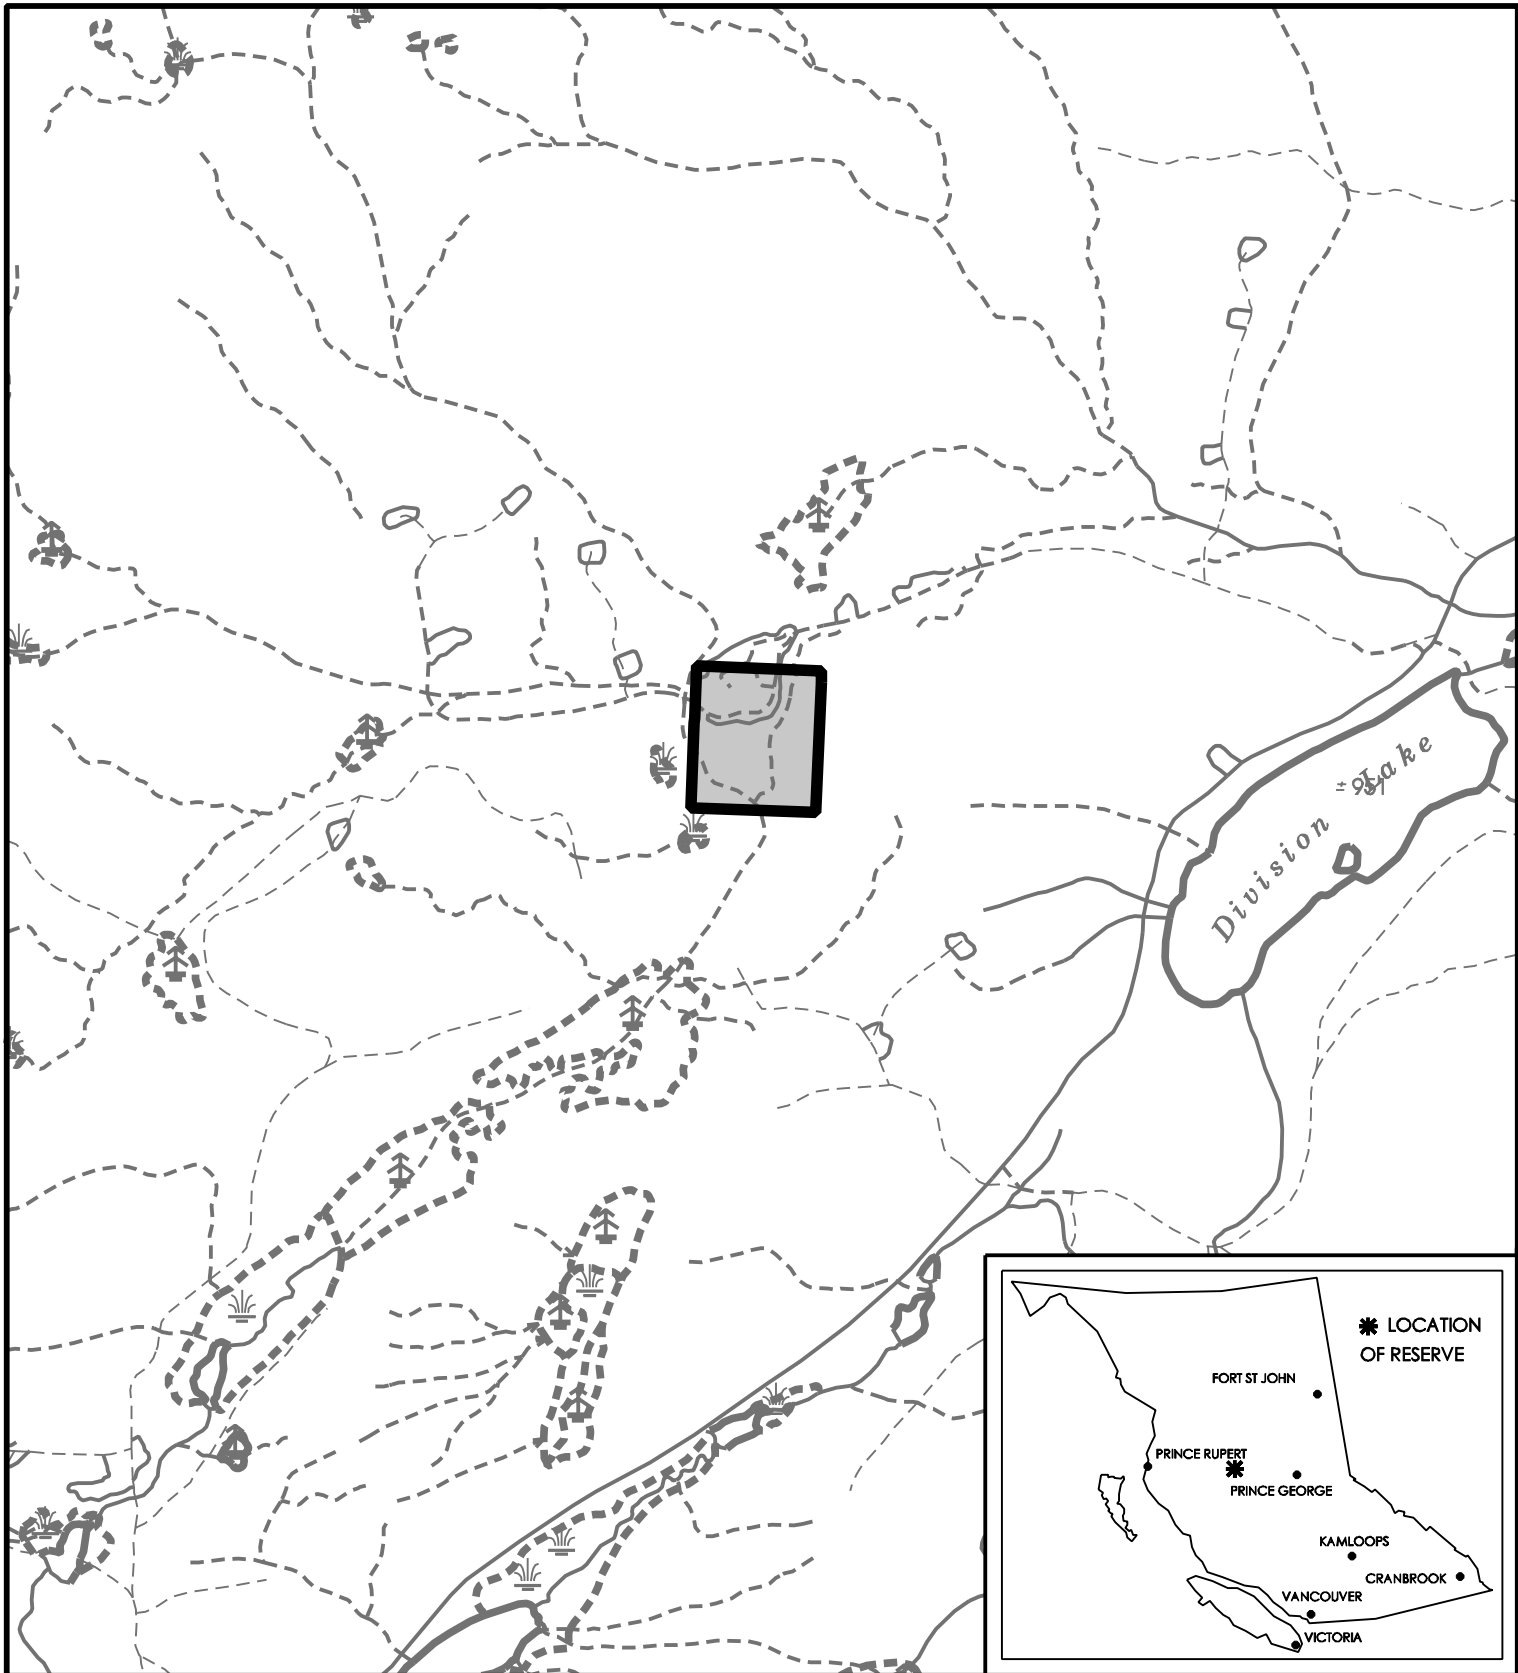 Division Lake
LOCATION
OF RESERVE
FORT ST JOHN
PRINCE RUPERT
PRINCE GEORGE
KAMLOOPS
CRANBROOK
VANCOUVER
VICTORIA